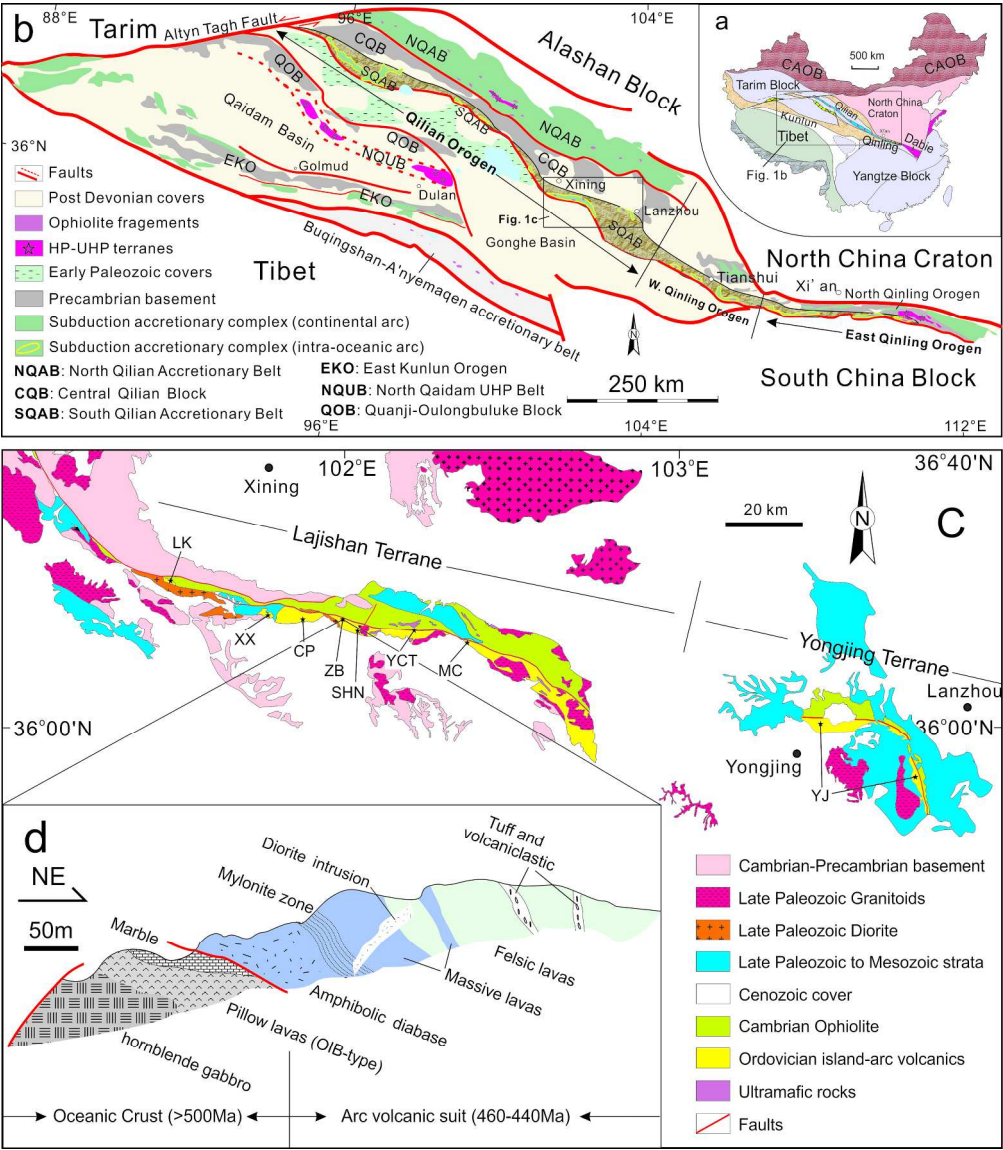 88°E
96°E
104°E
b
Tarim
Altyn Tagh Fault
Alashan Block
NQAB
CQB
SQAB
QOB
Qaidam Basin
Qilian Orogen
SQAB
NQAB
36°N
EKO
Golmud
NQUB
QOB
CQB
Xining
Dulan
EKO
Fig. 1c
Lanzhou
SQAB
Gonghe Basin
Tibet
Buqingshan-A'nyemaqen accretionary belt
Tianshui
North China Craton
Xi' an
North Qinling Orogen
W. Qinling Orogen
East Qinling Orogen
South China Block
N
250 km
a
500 km
CAOB
CAOB
Tarim Block
Qilian
North China
Craton
Kunlun
Tibet
Qinling
Dabie
Yangtze Block
Fig. 1b
Faults
Post Devonian covers
Ophiolite fragements
HP-UHP terranes
Early Paleozoic covers
Precambrian basement
Subduction accretionary complex (continental arc)
Subduction accretionary complex (intra-oceanic arc)
NQAB: North Qilian Accretionary Belt
CQB: Central Qilian Block
SQAB: South Qilian Accretionary Belt
EKO: East Kunlun Orogen
NQUB: North Qaidam UHP Belt
QOB: Quanji-Oulongbuluke Block
96°E
104°E
112°E
102°E
103°E
36°40'N
Xining
20 km
N
C
Lajishan Terrane
LK
XX
CP
ZB
SHN
YCT
MC
Yongjing Terrane
Lanzhou
36°00'N
36°00'N
Yongjing
YJ
d
NE
50m
Tuff and
volcaniclastic
Diorite intrusion
Mylonite zone
Marble
Felsic lavas
Massive lavas
Amphibolic diabase
Pillow lavas (OIB-type)
hornblende gabbro
Oceanic Crust (>500Ma)
Arc volcanic suit (460-440Ma)
Cambrian-Precambrian basement
Late Paleozoic Granitoids
Late Paleozoic Diorite
Late Paleozoic to Mesozoic strata
Cenozoic cover
Cambrian Ophiolite
Ordovician island-arc volcanics
Ultramafic rocks
Faults